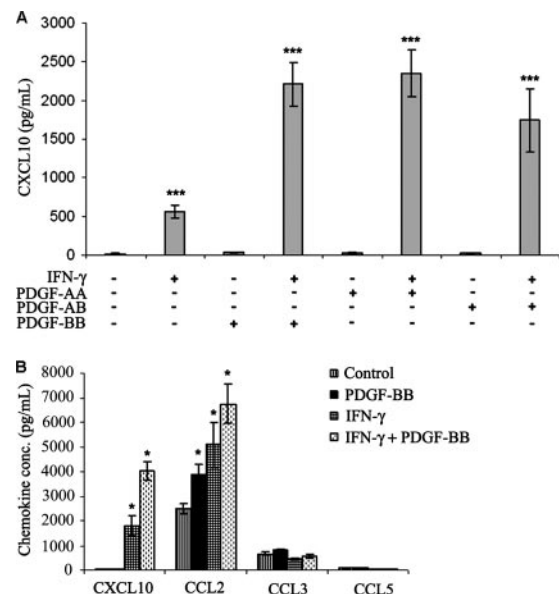 A
CXCL10 (pg/mL)
3000
2500
2000
1500
1000
500
0
*** *** *** ***
IFN-γ - + - + - + - +
PDGF-AA - - - - + + - -
PDGF-AB - - - - - - + +
PDGF-BB - - + + - - - -
B
Chemokine conc. (pg/mL)
8000
7000
6000
5000
4000
3000
2000
1000
0
* * * * *
Control
PDGF-BB
IFN-γ
IFN-γ + PDGF-BB
CXCL10 CCL2 CCL3 CCL5